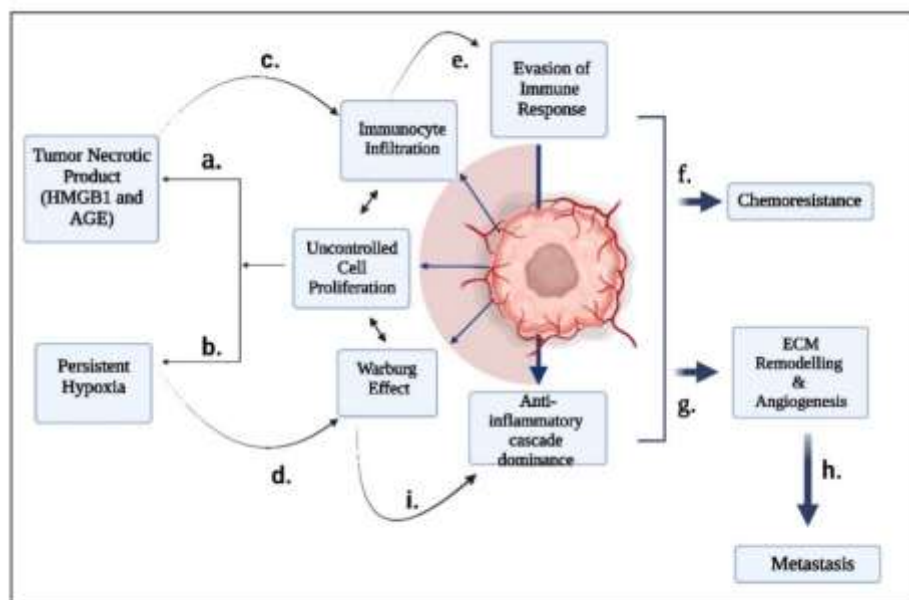 c.
e.
Evasion of
Immune
Response
Immunocyte
Infiltration
Tumor Necrotic
Product
(HMGB1 and
AGE)
a.
f.
Chemoresistance
Uncontrolled
Cell
Proliferation
b.
Persistent
Hypoxia
Warburg
Effect
ECM
Remodelling
&
Angiogenesis
Anti-
inflammatory
cascade
dominance
g.
d.
i.
h.
Metastasis